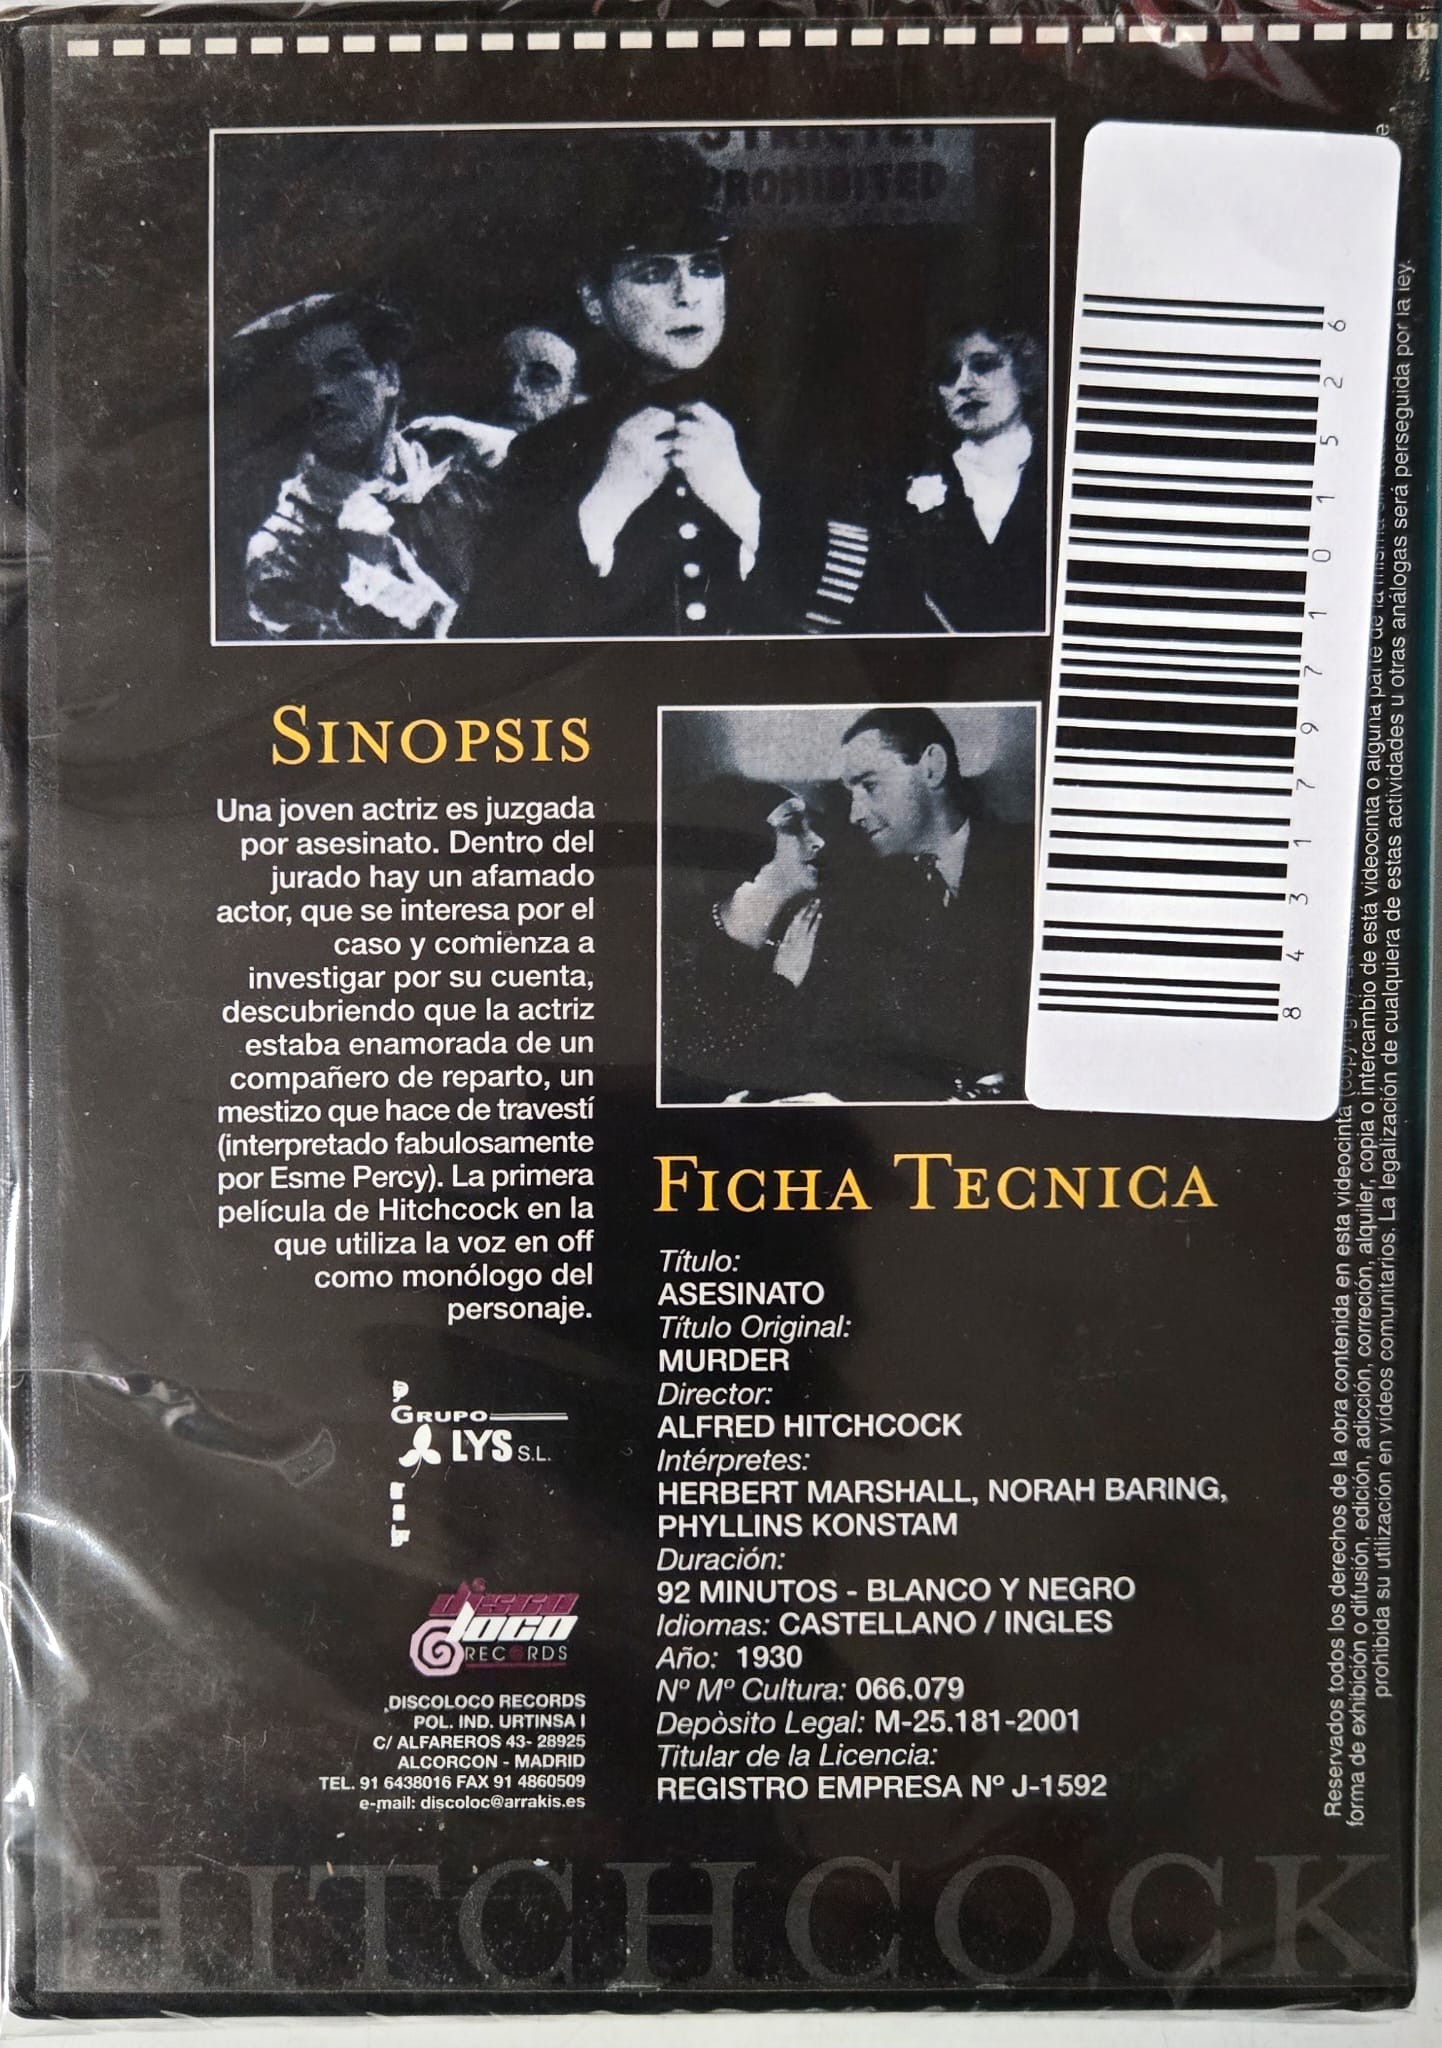 STRICTLY
PROHIBITED
SINOPSIS
Una joven actriz es juzgada
por asesinato. Dentro del
jurado hay un afamado
actor, que se interesa por el
caso y comienza a
investigar por su cuenta,
descubriendo que la actriz
estaba enamorada de un
compañero de reparto, un
mestizo que hace de travestí
(interpretado fabulosamente
por Esme Percy). La primera
película de Hitchcock en la
que utiliza la voz en off
como monólogo del
personaje.
GRUPO
LYS S.L.
disco
loco
RECORDS
DISCOLOCO RECORDS
POL. IND. URTINSA I
C/ ALFAREROS 43- 28925
ALCORCON - MADRID
TEL. 91 6438016 FAX 91 4860509
e-mail: discoloc@arrakis.es
FICHA TECNICA
Título:
ASESINATO
Título Original:
MURDER
Director:
ALFRED HITCHCOCK
Intérpretes:
HERBERT MARSHALL, NORAH BARING,
PHYLLINS KONSTAM
Duración:
92 MINUTOS - BLANCO Y NEGRO
Idiomas: CASTELLANO / INGLES
Año: 1930
Nº Mº Cultura: 066.079
Depòsito Legal: M-25.181-2001
Titular de la Licencia:
REGISTRO EMPRESA Nº J-1592
8431797101526
Reservados todos los derechos de la obra contenida en esta videocinta
forma de exhibición o difusión, edición, adicción, correción, alquiler, copia o intercambio de está videocinta o alguna parte de la misma
prohibida su utilización en vídeos comunitarios. La legalización de cualquiera de estas actividades u otras análogas será perseguida por la ley.
HITCHCOCK